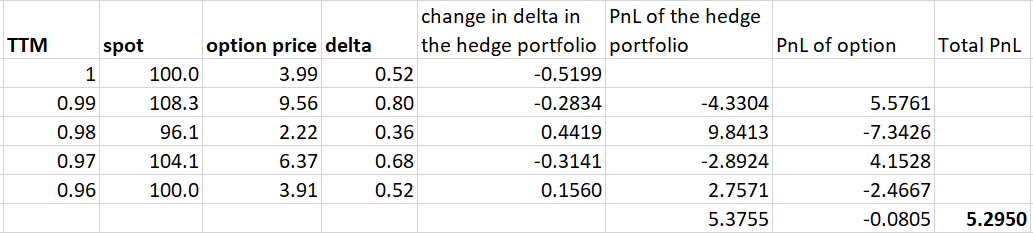 change in delta in PnL of the hedge
TTM spot option price delta the hedge portfolio portfolio PnL of option Total PnL
1 100.0 3.99 0.52 -0.5199
0.99 108.3 9.56 0.80 -0.2834 -4.3304 5.5761
0.98 96.1 2.22 0.36 0.4419 9.8413 -7.3426
0.97 104.1 6.37 0.68 -0.3141 -2.8924 4.1528
0.96 100.0 3.91 0.52 0.1560 2.7571 -2.4667
5.3755 -0.0805 5.2950